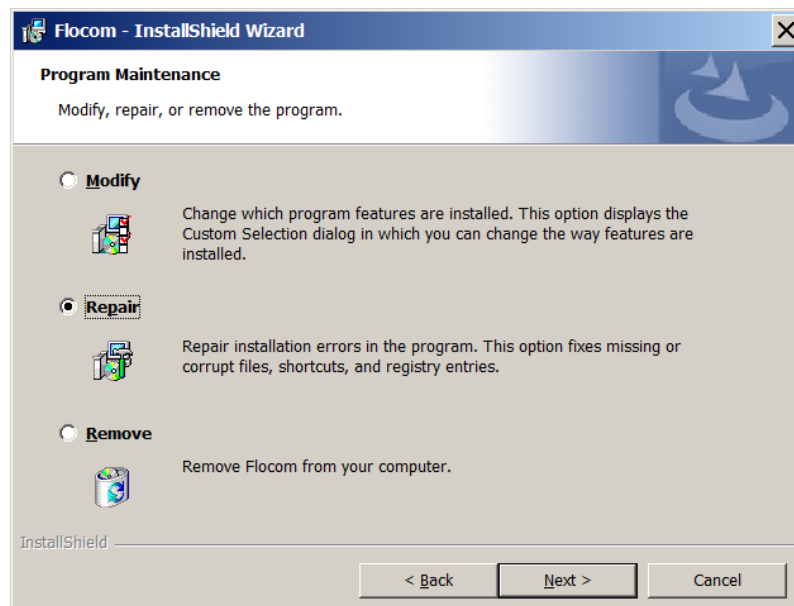 Flocom - InstallShield Wizard
Program Maintenance
Modify, repair, or remove the program.
Modify
Change which program features are installed. This option displays the
Custom Selection dialog in which you can change the way features are
installed.
Repair
Repair installation errors in the program. This option fixes missing or
corrupt files, shortcuts, and registry entries.
Remove
Remove Flocom from your computer.
InstallShield
< Back
Next >
Cancel